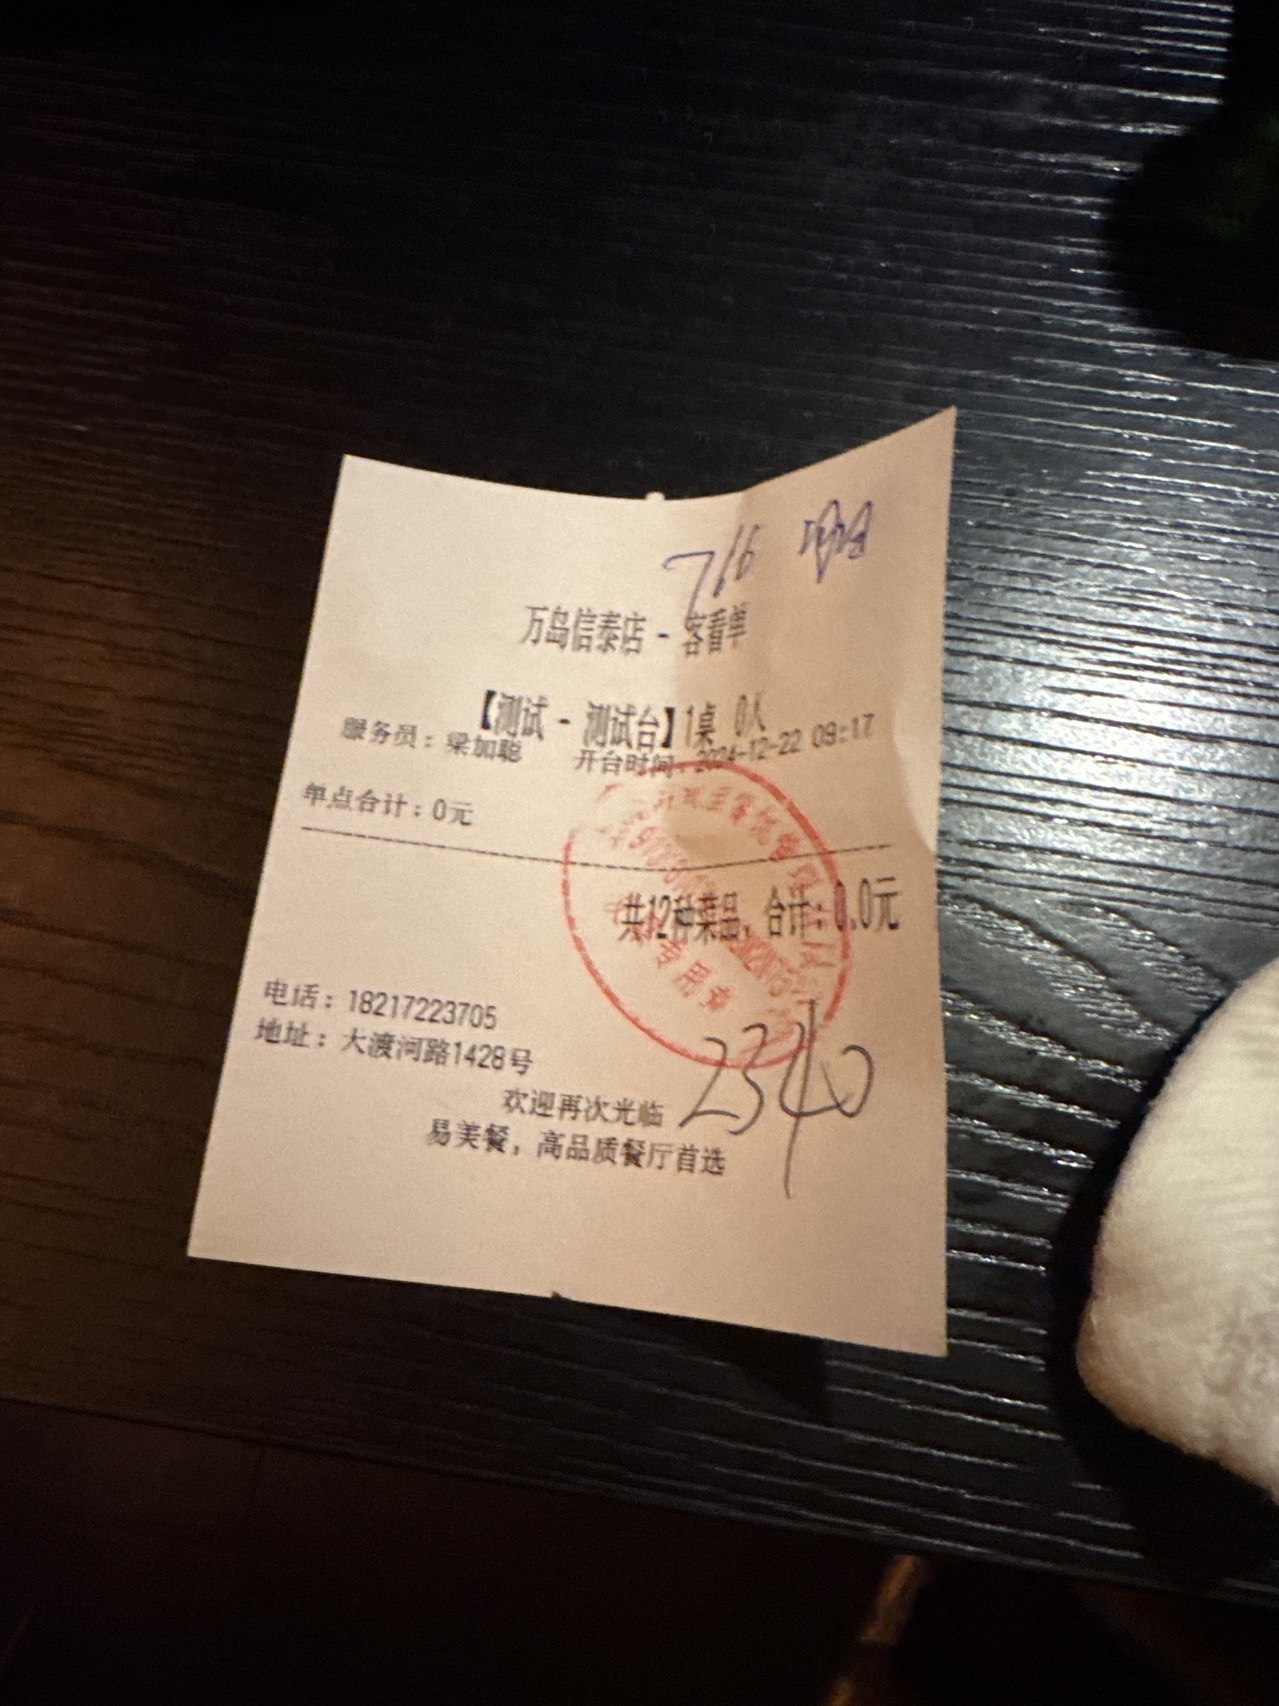 716
万岛信泰店 - 客看单
【测试 - 测试台】1桌 0人
服务员：梁加聪 开台时间：2024-12-22 09:17
单点合计：0元
共12种菜品，合计：0.0元
专用章
电话：18217223705
地址：大渡河路1428号
2340
欢迎再次光临
易美餐，高品质餐厅首选